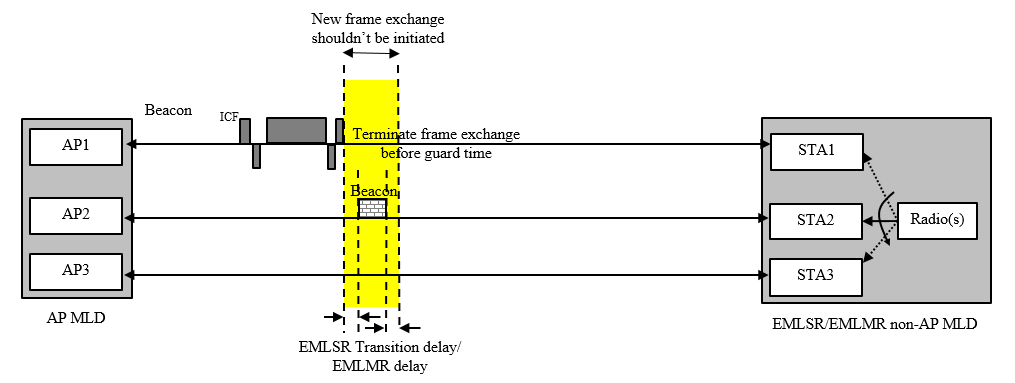 New frame exchange
shouldn't be initiated
Beacon
ICF
Terminate frame exchange
before guard time
AP1
STA1
Beacon
AP2
STA2
Radio(s)
AP3
STA3
AP MLD
EMLSR/EMLMR non-AP MLD
EMLSR Transition delay/
EMLMR delay